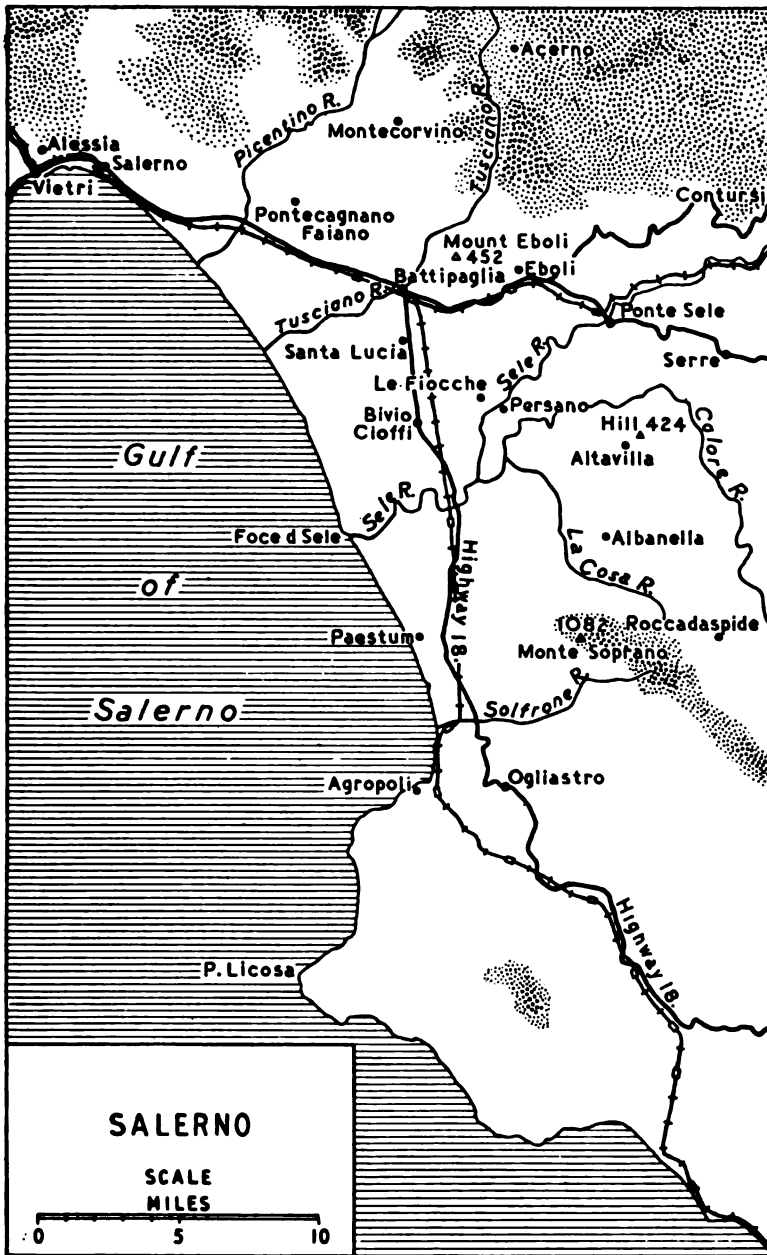 Acerno
Montecorvino
Picentino R.
Tusciano R.
Alessia
Salerno
Vietri
Contursi
Pontecagnano
Faiano
Mount Eboli
452
Eboli
Battipaglia
Tusciano R.
Ponte Sele
Santa Lucia
Serre
Sele R.
Le Fiocche
Persano
Bivio
Cioffi
Hill 424
Altavilla
Calore R.
Gulf
of
Salerno
Sele R.
Foce d Sele
Highway 18.
Albanella
La Cosa R.
1082
Roccadaspide
Paestum
Monte Soprano
Solfrone R.
Agropoli
Ogliastro
Highway 18.
P. Licosa
SALERNO
SCALE
MILES
0 5 10